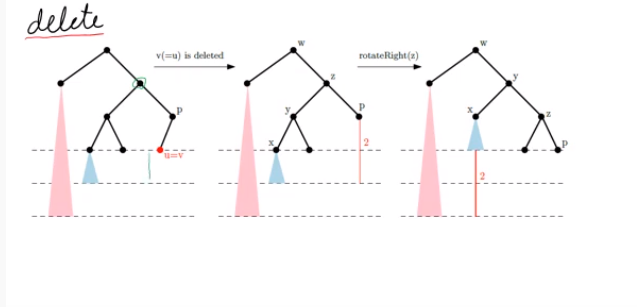 delete
v(=u) is deleted
rotateRight(z)
p
u=v
w
z
y
p
x
2
w
y
x
z
p
2